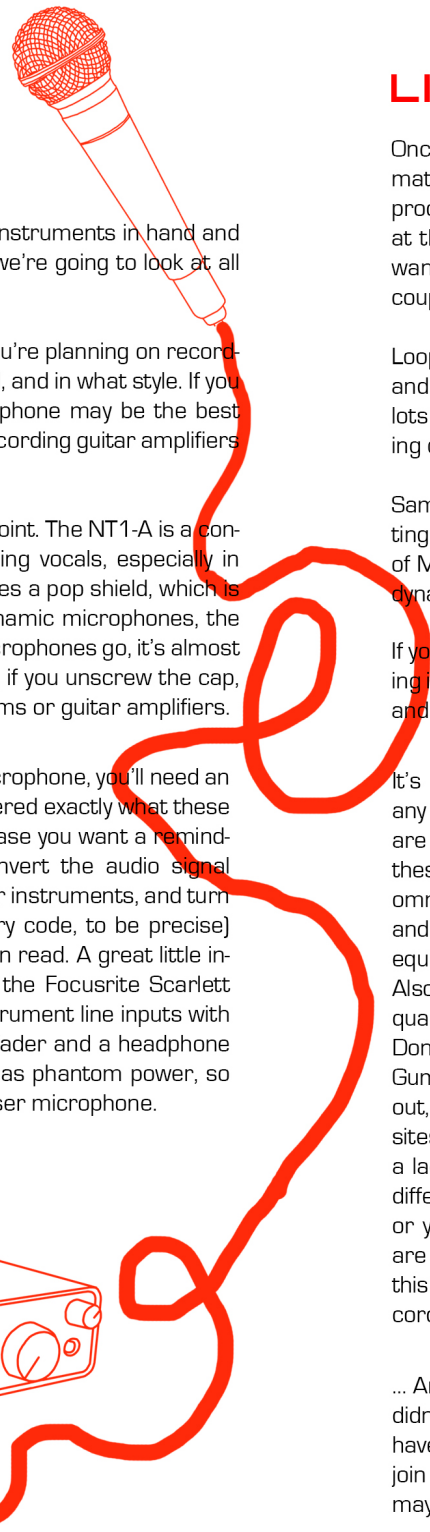 nstruments in hand and
we're going to look at all
u're planning on record-
, and in what style. If you
phone may be the best
cording guitar amplifiers
oint. The NT1-A is a con-
ing vocals, especially in
es a pop shield, which is
namic microphones, the
crophones go, it's almost
if you unscrew the cap,
ms or guitar amplifiers.
crophone, you'll need an
ered exactly what these
ase you want a remind-
nvert the audio signal
r instruments, and turn
ry code, to be precise)
n read. A great little in-
the Focusrite Scarlett
trument line inputs with
ader and a headphone
as phantom power, so
ser microphone.
LI
Onc
mat
proc
at th
wan
coup
Loop
and
lots
ing c
Sam
ting
of M
dyna
If yo
ing i
and
It's
any
are
thes
omr
and
equ
Also
qua
Don
Gun
out,
sites
a la
diffe
or y
are
this
cord
... Ar
didn
have
join
may